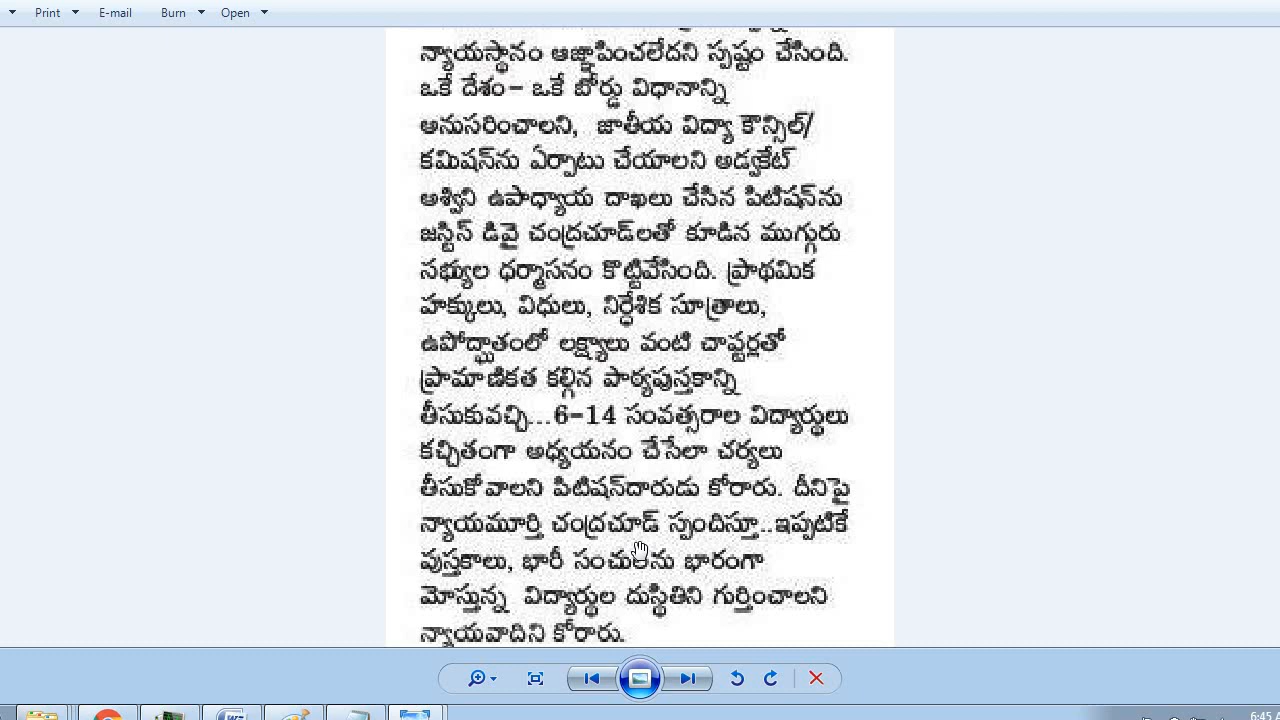 Print E-mail Burn Open
న్యాయస్థానం ఆజ్ఞాపించలేదని స్పష్టం చేసింది.
ఒకే దేశం- ఒకే బోర్డు విధానాన్ని
అనుసరించాలని, జాతీయ విద్యా కౌన్సిల్/
కమిషన్‌ను ఏర్పాటు చేయాలని అడ్వకేట్
అశ్విని ఉపాధ్యాయ దాఖలు చేసిన పిటిషన్‌ను
జస్టిస్ డివై చంద్రచూడ్‌లతో కూడిన ముగ్గురు
సభ్యుల ధర్మాసనం కొట్టివేసింది. ప్రాథమిక
హక్కులు, విధులు, నిర్ధేశిక సూత్రాలు,
ఉపోద్ఘాతంలో లక్ష్యాలు వంటి చాప్టర్లతో
ప్రామాణికత కల్గిన పాఠ్యపుస్తకాన్ని
తీసుకువచ్చి...6-14 సంవత్సరాల విద్యార్థులు
కచ్చితంగా అధ్యయనం చేసేలా చర్యలు
తీసుకోవాలని పిటిషన్‌దారుడు కోరారు. దీనిపై
న్యాయమూర్తి చంద్రచూడ్ స్పందిస్తూ..ఇప్పటికే
పుస్తకాలు, భారీ సంచులను భారంగా
మోస్తున్న విద్యార్థుల దుస్థితిని గుర్తించాలని
న్యాయవాదిని కోరారు.